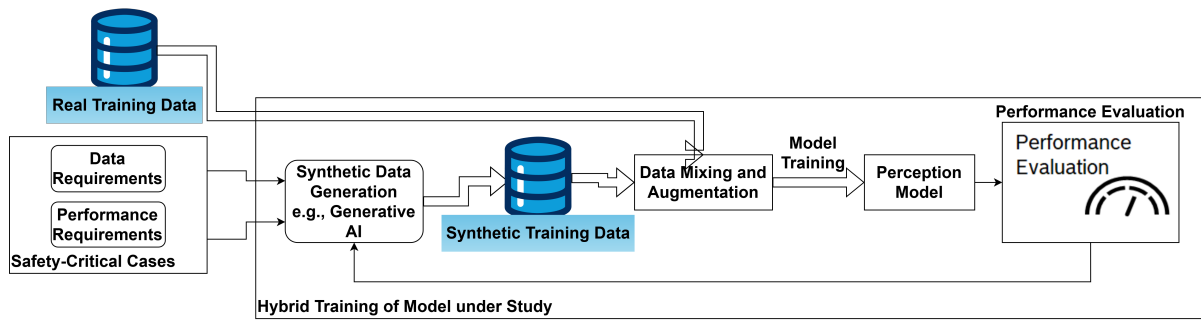 Real Training Data
Data
Requirements
Performance
Requirements
Safety-Critical Cases
Synthetic Data
Generation
e.g., Generative
AI
Synthetic Training Data
Data Mixing and
Augmentation
Model
Training
Perception
Model
Performance Evaluation
Performance
Evaluation
Hybrid Training of Model under Study